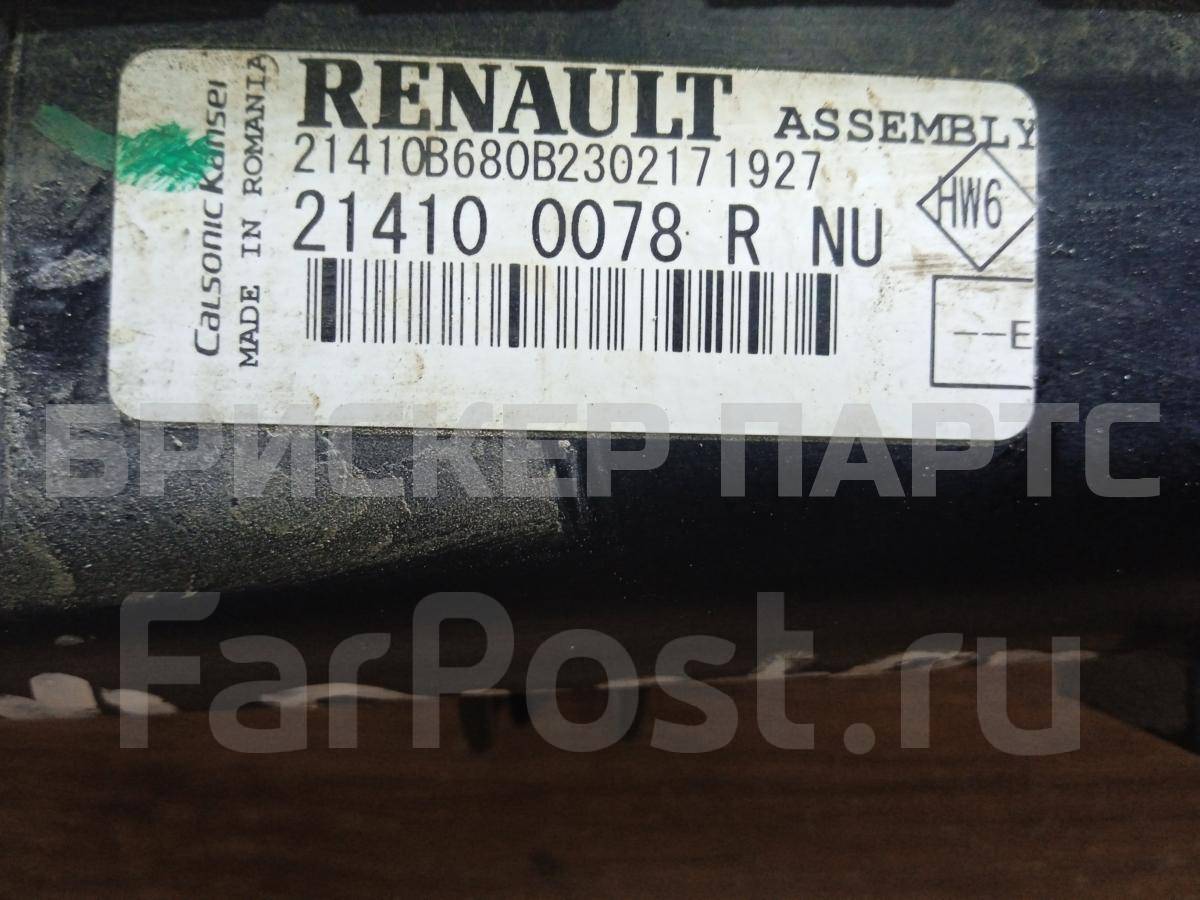 Calsonic Kansei
MADE IN ROMANIA
RENAULT ASSEMBLY
21410B680B2302171927
21410 0078 R NU
HW6
--E
БРИСКЕР ПАРТС
FarPost.ru